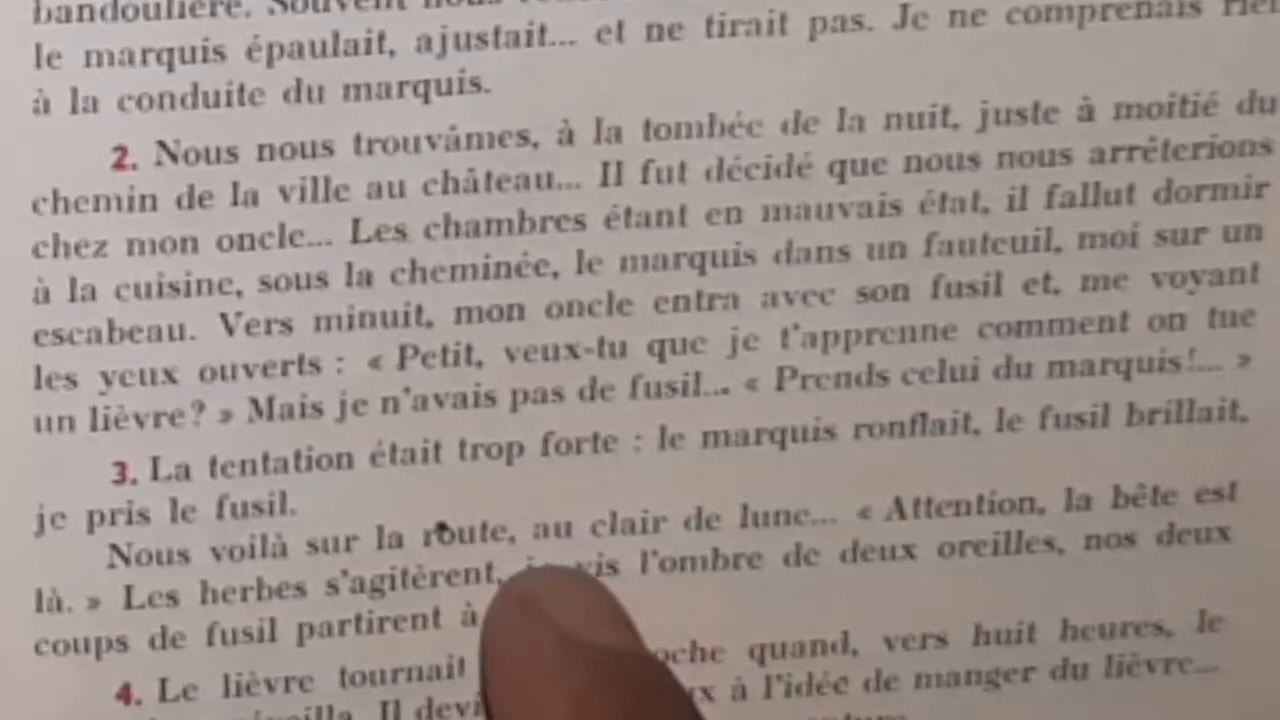 bandoulière. Souvent nous
le marquis épaulait, ajustait... et ne tirait pas. Je ne comprenais
à la conduite du marquis.
2. Nous nous trouvâmes, à la tombée de la nuit, juste à moitié du
chemin de la ville au château... Il fut décidé que nous nous arrêterions
chez mon oncle... Les chambres étant en mauvais état, il fallut dormir
à la cuisine, sous la cheminée, le marquis dans un fauteuil, moi sur un
escabeau. Vers minuit, mon oncle entra avec son fusil et, me voyant
les yeux ouverts : « Petit, veux-tu que je t'apprenne comment on tue
un lièvre? » Mais je n'avais pas de fusil... « Prends celui du marquis!... »
3. La tentation était trop forte : le marquis ronflait, le fusil brillait,
je pris le fusil.
Nous voilà sur la route, au clair de lune... « Attention, la bête est
là. » Les herbes s'agitèrent, je vis l'ombre de deux oreilles, nos deux
coups de fusil partirent à
4. Le lièvre tournait quand, vers huit heures, le
Il à l'idée de manger du lièvre...